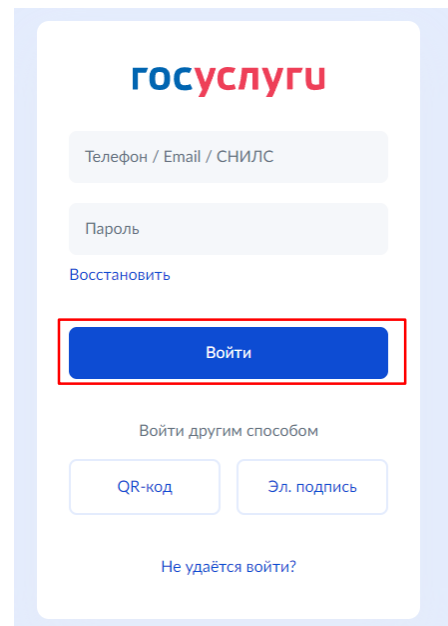 госуслуги
Телефон / Email / СНИЛС
Пароль
Восстановить
Войти
Войти другим способом
QR-код Эл. подпись
Не удаётся войти?